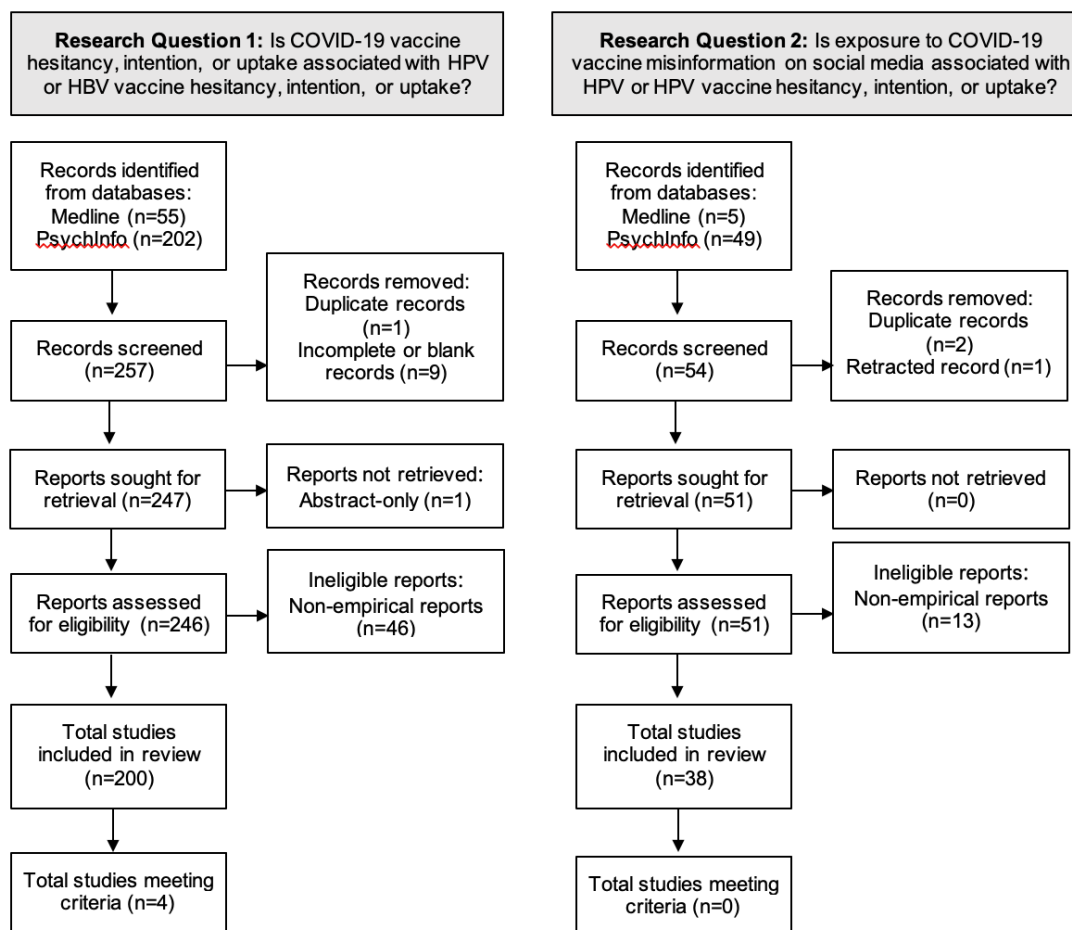 Research Question 1: Is COVID-19 vaccine
hesitancy, intention, or uptake associated with HPV
or HBV vaccine hesitancy, intention, or uptake?
Records identified
from databases:
Medline (n=55)
PsychInfo (n=202)
Records removed:
Duplicate records
(n=1)
Incomplete or blank
records (n=9)
Records screened
(n=257)
Reports sought for
retrieval (n=247)
Reports not retrieved:
Abstract-only (n=1)
Reports assessed
for eligibility (n=246)
Ineligible reports:
Non-empirical reports
(n=46)
Total studies
included in review
(n=200)
Total studies meeting
criteria (n=4)
Research Question 2: Is exposure to COVID-19
vaccine misinformation on social media associated with
HPV or HPV vaccine hesitancy, intention, or uptake?
Records identified
from databases:
Medline (n=5)
PsychInfo (n=49)
Records removed:
Duplicate records
(n=2)
Retracted record (n=1)
Records screened
(n=54)
Reports sought for
retrieval (n=51)
Reports not retrieved
(n=0)
Reports assessed
for eligibility (n=51)
Ineligible reports:
Non-empirical reports
(n=13)
Total studies
included in review
(n=38)
Total studies meeting
criteria (n=0)